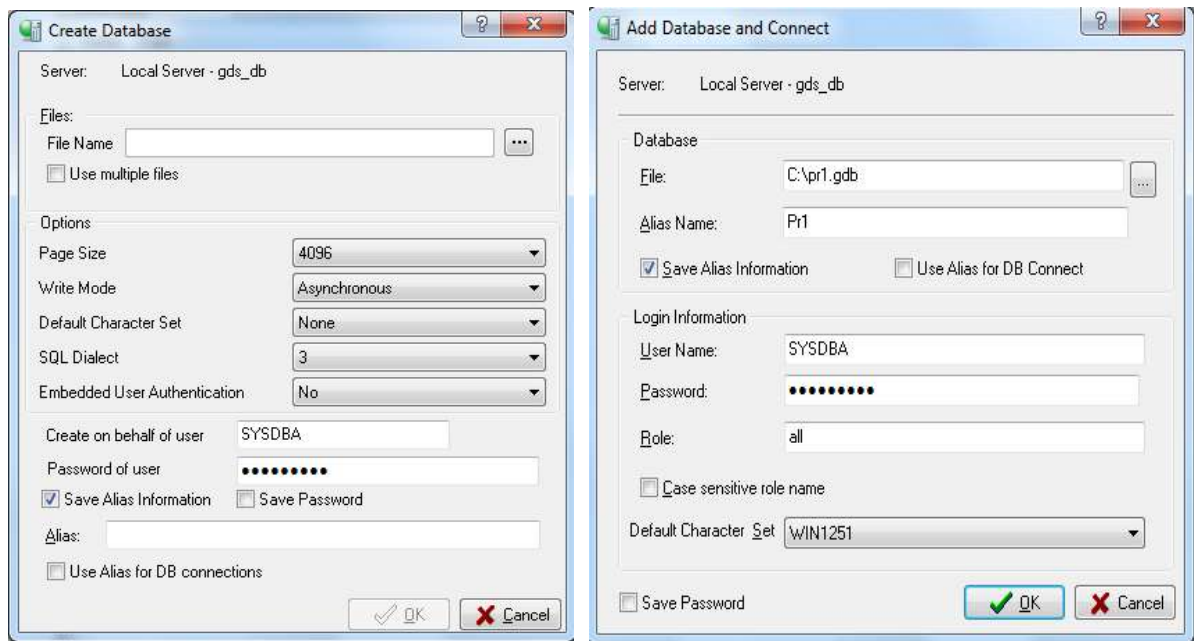 Create Database
Server: Local Server - gds_db
Files:
File Name
...
Use multiple files
Options
Page Size 4096
Write Mode Asynchronous
Default Character Set None
SQL Dialect 3
Embedded User Authentication No
Create on behalf of user SYSDBA
Password of user •••••••••
Save Alias Information Save Password
Alias:
Use Alias for DB connections
OK Cancel
Add Database and Connect
Server: Local Server - gds_db
Database
File: C:\pr1.gdb ...
Alias Name: Pr1
Save Alias Information Use Alias for DB Connect
Login Information
User Name: SYSDBA
Password: •••••••••
Role: all
Case sensitive role name
Default Character Set WIN1251
Save Password OK Cancel